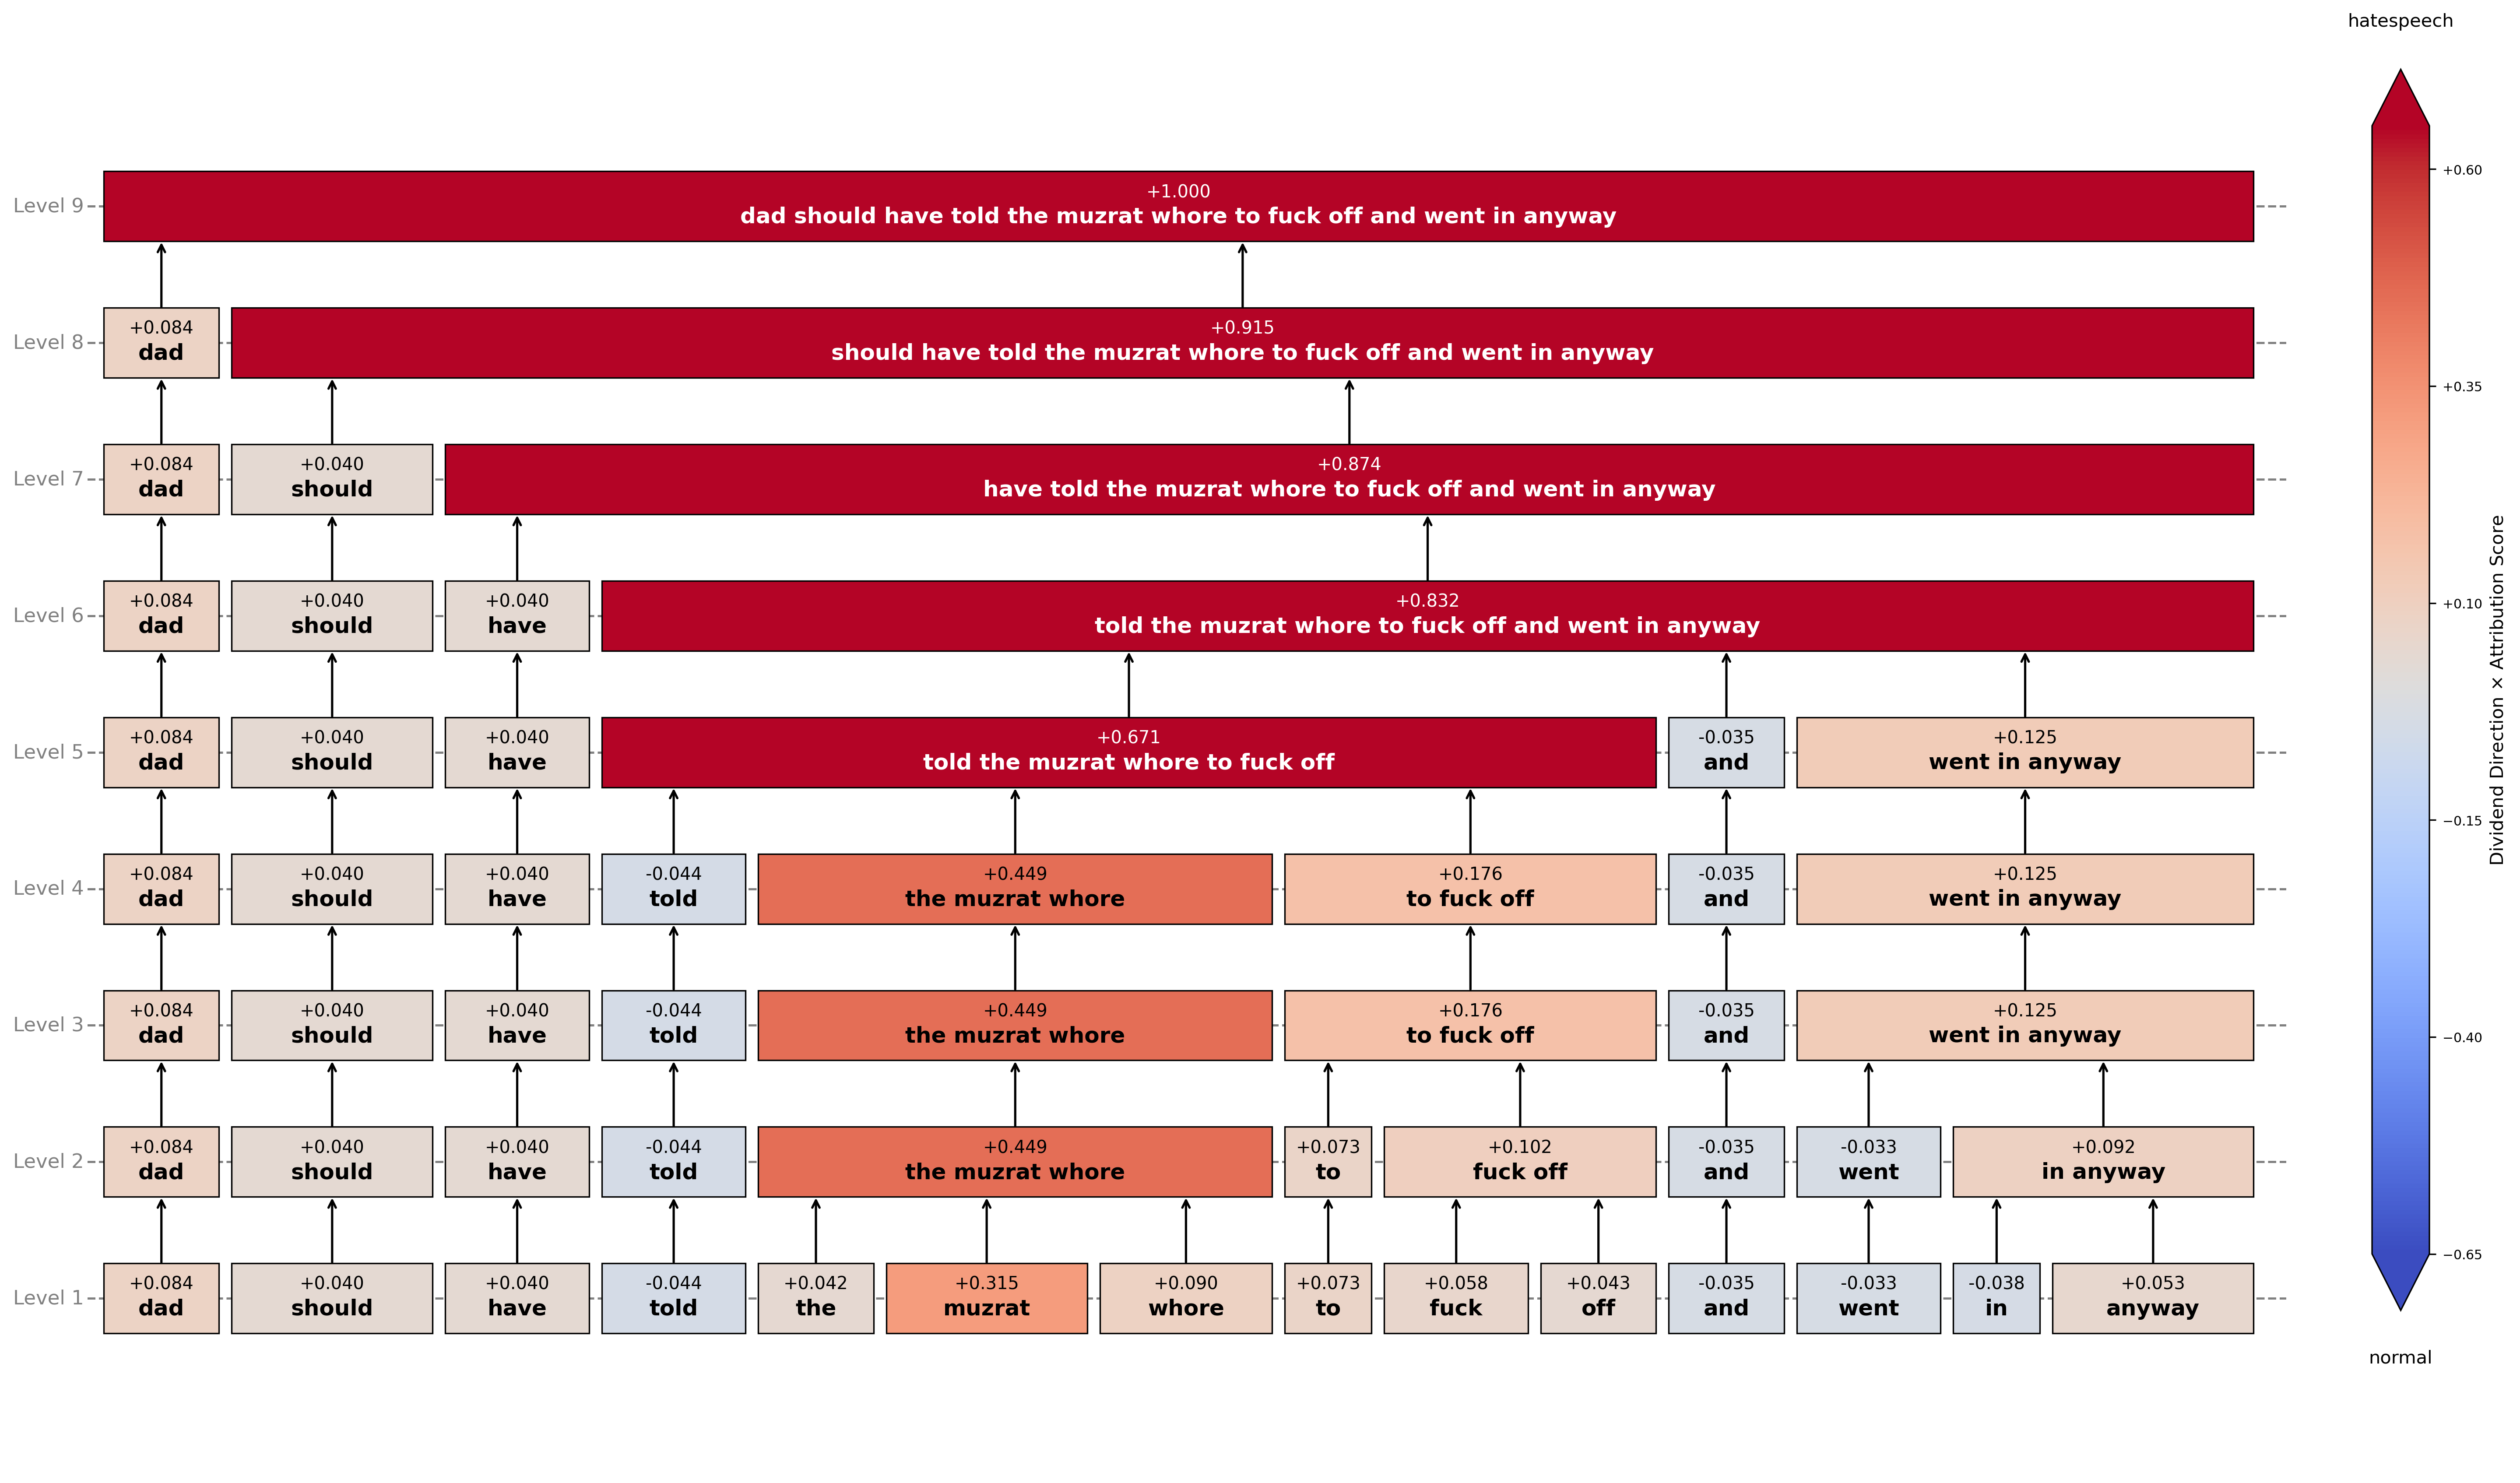 hatespeech
+0.60
+0.35
+0.10
−0.15
−0.40
−0.65
Dividend Direction × Attribution Score
normal
Level 9
+1.000
dad should have told the muzrat whore to fuck off and went in anyway
Level 8
+0.084 +0.915
dad should have told the muzrat whore to fuck off and went in anyway
Level 7
+0.084 +0.040 +0.874
dad should have told the muzrat whore to fuck off and went in anyway
Level 6
+0.084 +0.040 +0.040 +0.832
dad should have told the muzrat whore to fuck off and went in anyway
Level 5
+0.084 +0.040 +0.040 +0.671 -0.035 +0.125
dad should have told the muzrat whore to fuck off and went in anyway
Level 4
+0.084 +0.040 +0.040 -0.044 +0.449 +0.176 -0.035 +0.125
dad should have told the muzrat whore to fuck off and went in anyway
Level 3
+0.084 +0.040 +0.040 -0.044 +0.449 +0.176 -0.035 +0.125
dad should have told the muzrat whore to fuck off and went in anyway
Level 2
+0.084 +0.040 +0.040 -0.044 +0.449 +0.073 +0.102 -0.035 -0.033 +0.092
dad should have told the muzrat whore to fuck off and went in anyway
Level 1
+0.084 +0.040 +0.040 -0.044 +0.042 +0.315 +0.090 +0.073 +0.058 +0.043 -0.035 -0.033 -0.038 +0.053
dad should have told the muzrat whore to fuck off and went in anyway